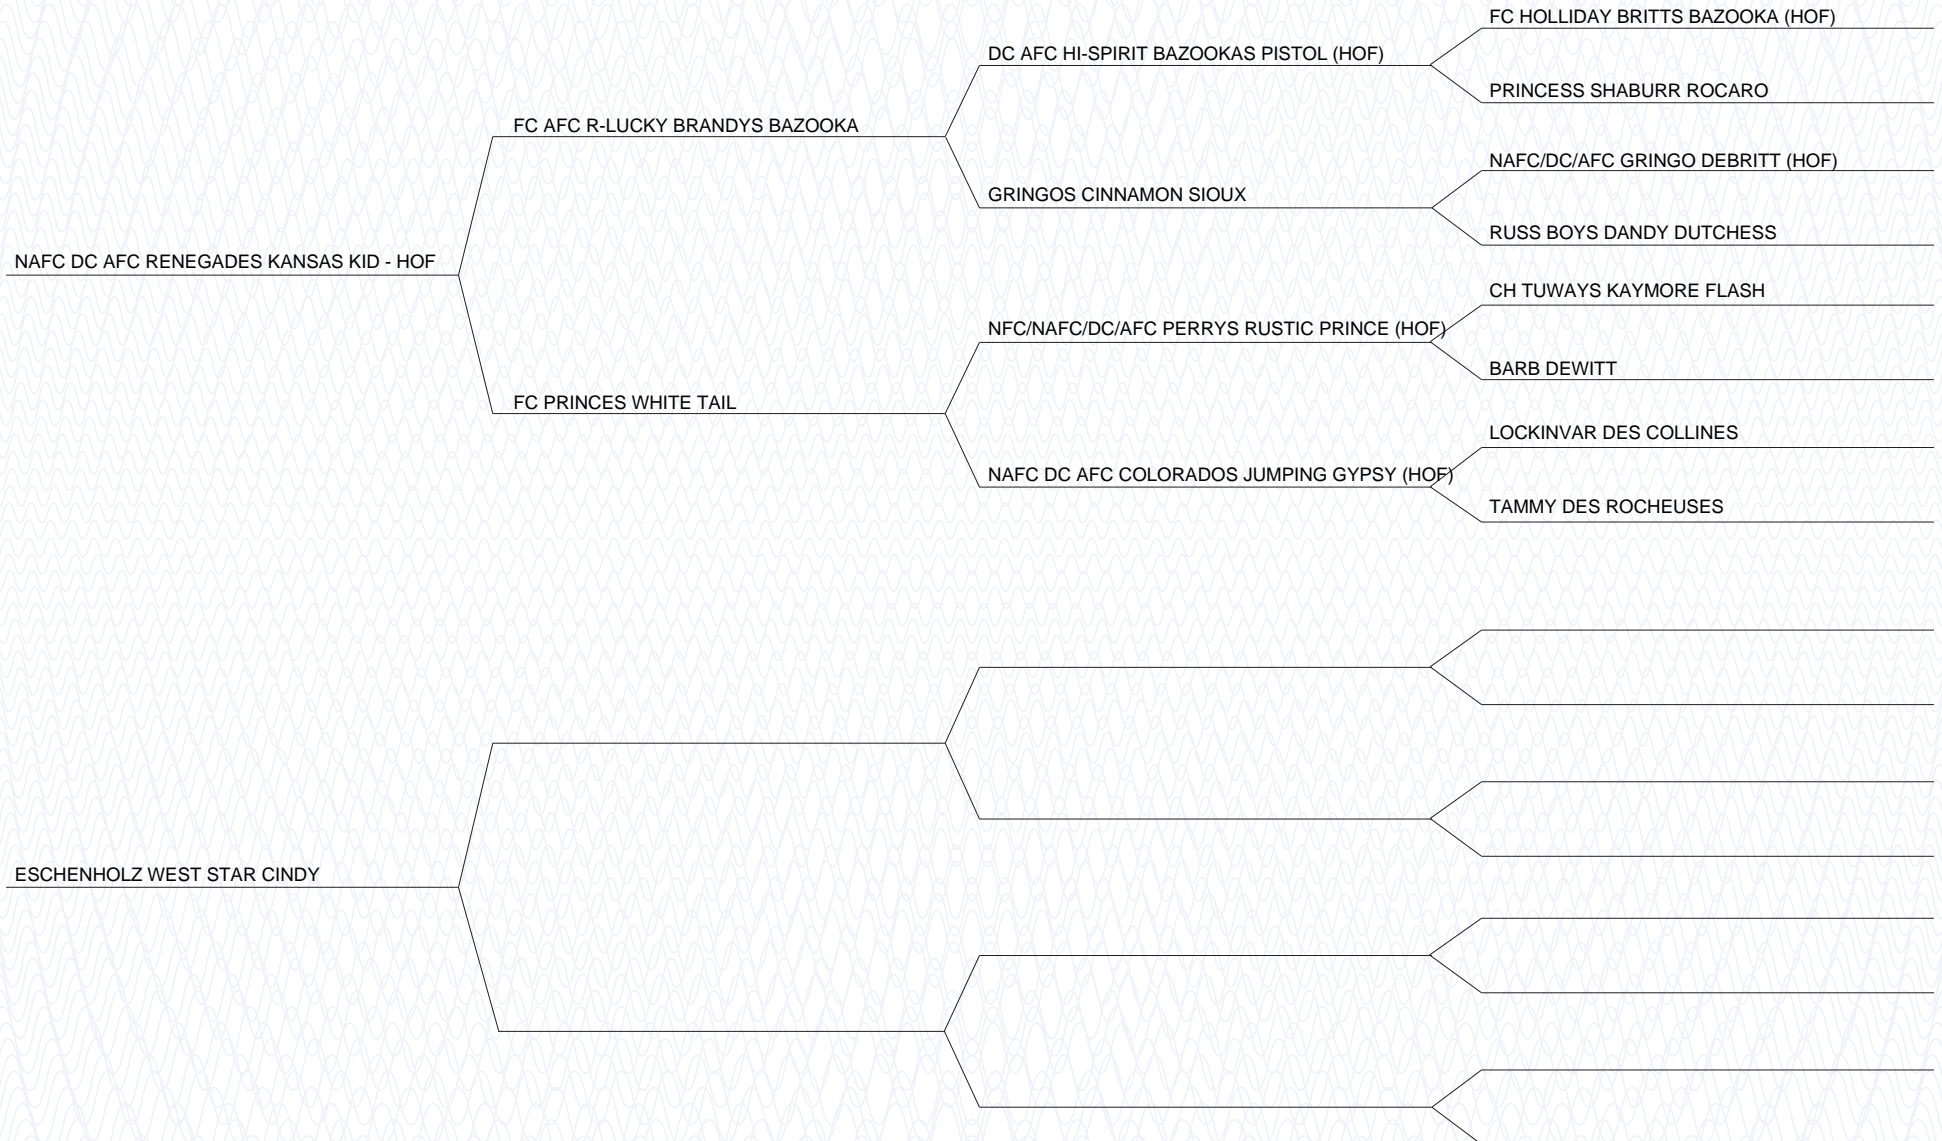 FC HOLLIDAY BRITTS BAZOOKA (HOF)
DC AFC HI-SPIRIT BAZOOKAS PISTOL (HOF)
PRINCESS SHABURR ROCARO
FC AFC R-LUCKY BRANDYS BAZOOKA
NAFC/DC/AFC GRINGO DEBRITT (HOF)
GRINGOS CINNAMON SIOUX
RUSS BOYS DANDY DUTCHESS
NAFC DC AFC RENEGADES KANSAS KID - HOF
CH TUWAYS KAYMORE FLASH
NFC/NAFC/DC/AFC PERRYS RUSTIC PRINCE (HOF)
BARB DEWITT
FC PRINCES WHITE TAIL
LOCKINVAR DES COLLINES
NAFC DC AFC COLORADOS JUMPING GYPSY (HOF)
TAMMY DES ROCHEUSES
ESCHENHOLZ WEST STAR CINDY